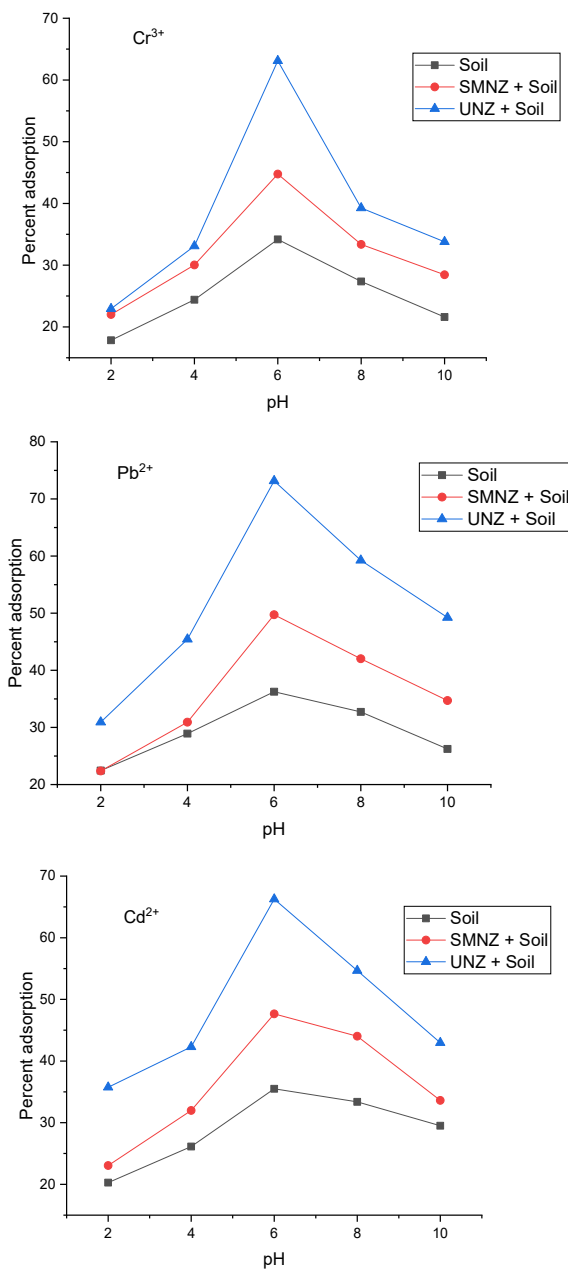 Cr³⁺
Soil
SMNZ + Soil
UNZ + Soil
Percent adsorption
70
60
50
40
30
20
2 4 6 8 10
pH
Pb²⁺
Soil
SMNZ + Soil
UNZ + Soil
Percent adsorption
80
70
60
50
40
30
20
2 4 6 8 10
pH
Cd²⁺
Soil
SMNZ + Soil
UNZ + Soil
Percent adsorption
70
60
50
40
30
20
2 4 6 8 10
pH